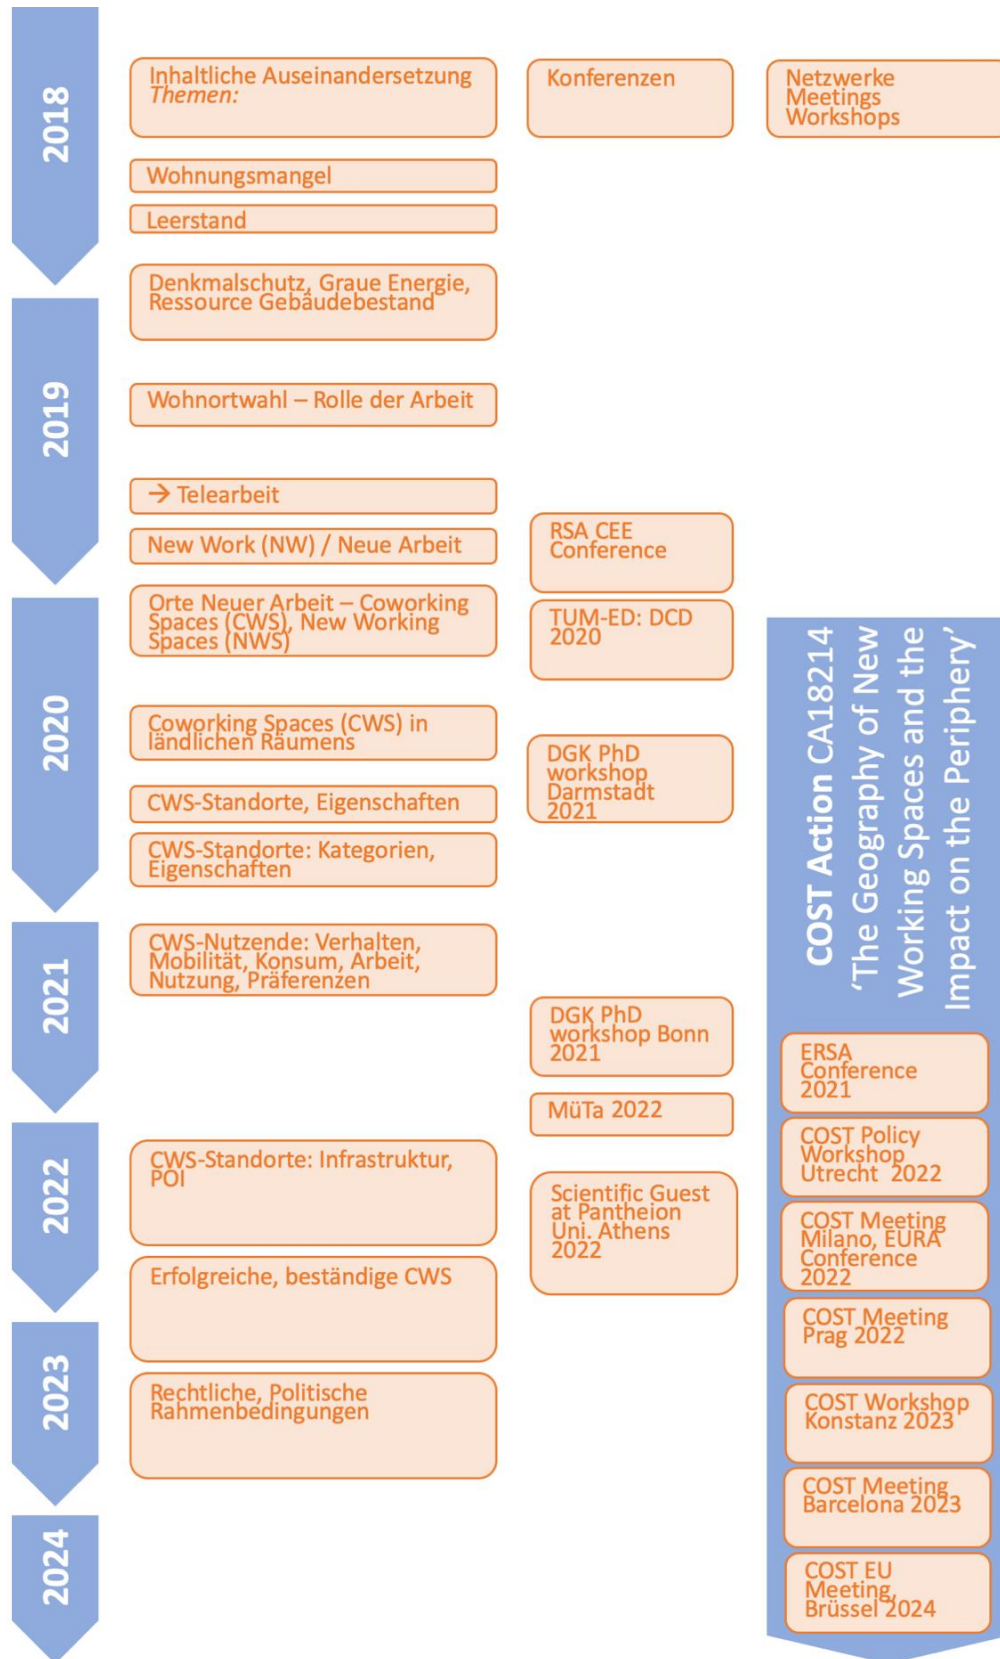 2018
Inhaltliche Auseinandersetzung
Themen:
Konferenzen
Netzwerke
Meetings
Workshops
Wohnungsmangel
Leerstand
Denkmalschutz, Graue Energie,
Ressource Gebäudebestand
2019
Wohnortwahl – Rolle der Arbeit
→ Telearbeit
New Work (NW) / Neue Arbeit
RSA CEE
Conference
2020
Orte Neuer Arbeit – Coworking
Spaces (CWS), New Working
Spaces (NWS)
TUM-ED: DCD
2020
Coworking Spaces (CWS) in
ländlichen Räumens
DGK PhD
workshop
Darmstadt
2021
CWS-Standorte, Eigenschaften
CWS-Standorte: Kategorien,
Eigenschaften
COST Action CA18214
‘The Geography of New
Working Spaces and the
Impact on the Periphery’
2021
CWS-Nutzende: Verhalten,
Mobilität, Konsum, Arbeit,
Nutzung, Präferenzen
DGK PhD
workshop Bonn
2021
MüTa 2022
ERSA
Conference
2021
2022
CWS-Standorte: Infrastruktur,
POI
Scientific Guest
at Pantheion
Uni. Athens
2022
COST Policy
Workshop
Utrecht 2022
COST Meeting
Milano, EURA
Conference
2022
Erfolgreiche, beständige CWS
COST Meeting
Prag 2022
2023
Rechtliche, Politische
Rahmenbedingungen
COST Workshop
Konstanz 2023
COST Meeting
Barcelona 2023
2024
COST EU
Meeting,
Brüssel 2024